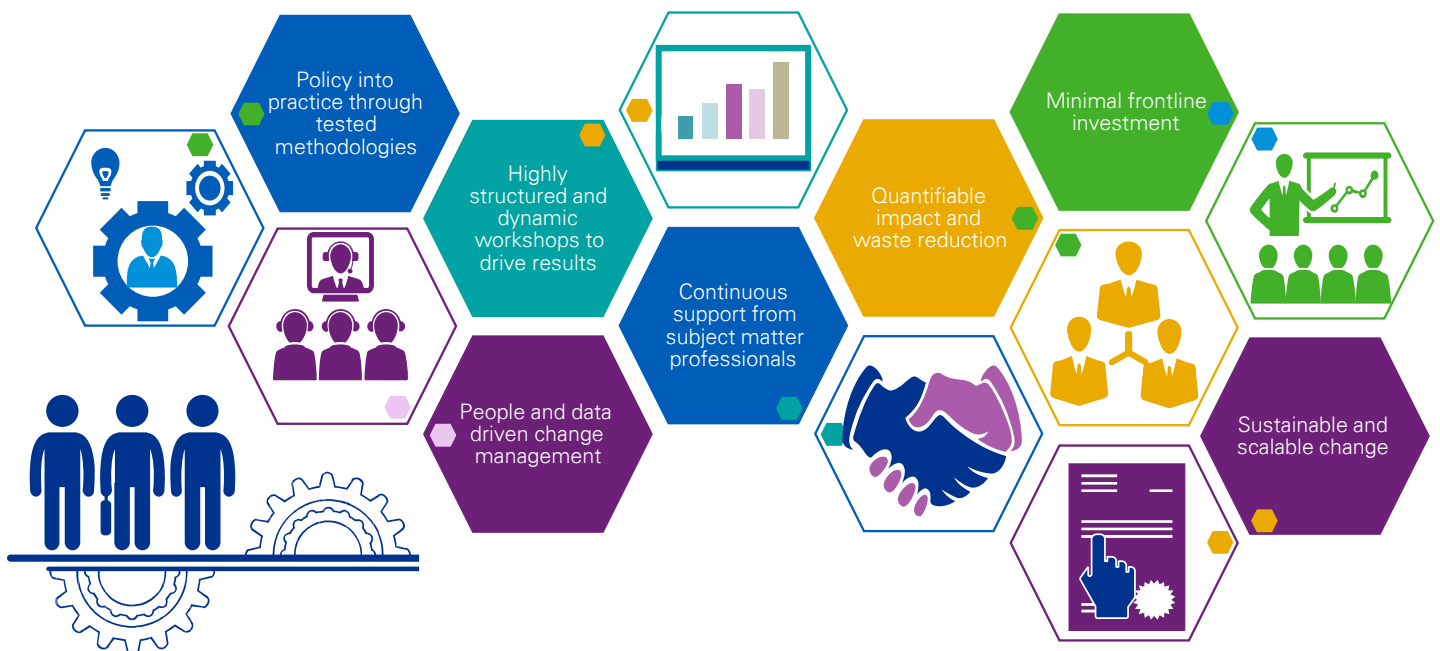 Policy into
practice through
tested
methodologies
Highly
structured and
dynamic
workshops to
drive results
People and data
driven change
management
Continuous
support from
subject matter
professionals
Quantifiable
impact and
waste reduction
Minimal frontline
investment
Sustainable and
scalable change